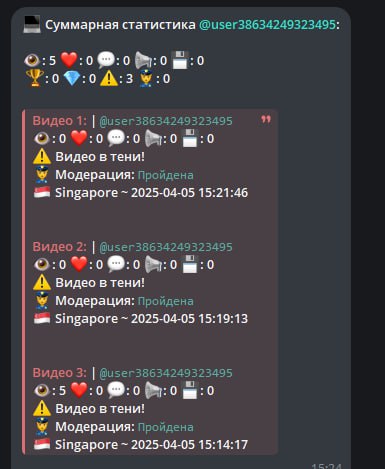 Суммарная статистика @user38634249323495:
👁: 5 ❤️: 0 💬: 0 📢: 0 💾: 0
🏆: 0 💎: 0 ⚠️: 3 👮: 0
Видео 1: | @user38634249323495
👁: 0 ❤️: 0 💬: 0 📢: 0 💾: 0
⚠️ Видео в тени!
👮 Модерация: Пройдена
🇸🇬 Singapore ~ 2025-04-05 15:21:46
Видео 2: | @user38634249323495
👁: 0 ❤️: 0 💬: 0 📢: 0 💾: 0
⚠️ Видео в тени!
👮 Модерация: Пройдена
🇸🇬 Singapore ~ 2025-04-05 15:19:13
Видео 3: | @user38634249323495
👁: 5 ❤️: 0 💬: 0 📢: 0 💾: 0
⚠️ Видео в тени!
👮 Модерация: Пройдена
🇸🇬 Singapore ~ 2025-04-05 15:14:17